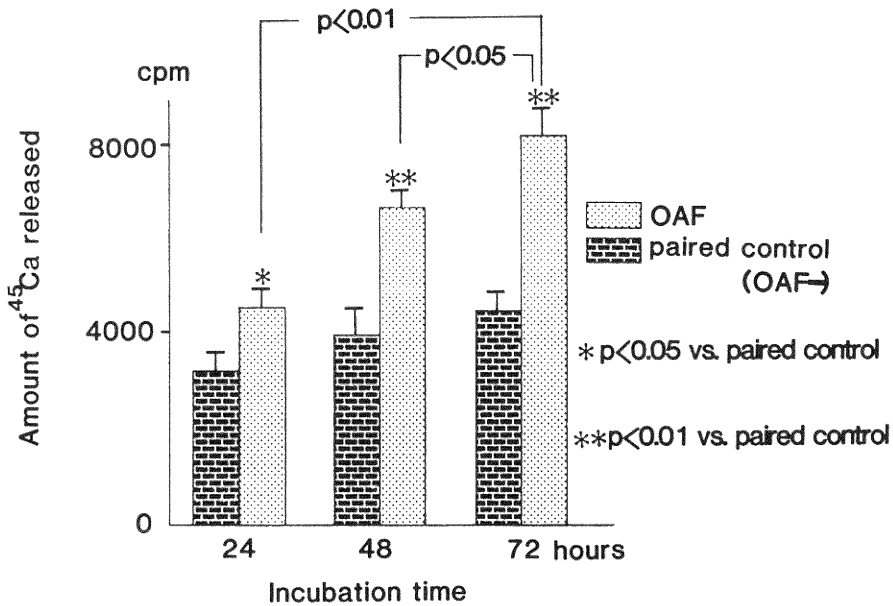 p<0.01
p<0.05
cpm
**
8000
**
OAF
paired control
(OAF-)
*
4000
* p<0.05 vs. paired control
**p<0.01 vs. paired control
0
24 48 72 hours
Incubation time
Amount of ⁴⁵Ca released